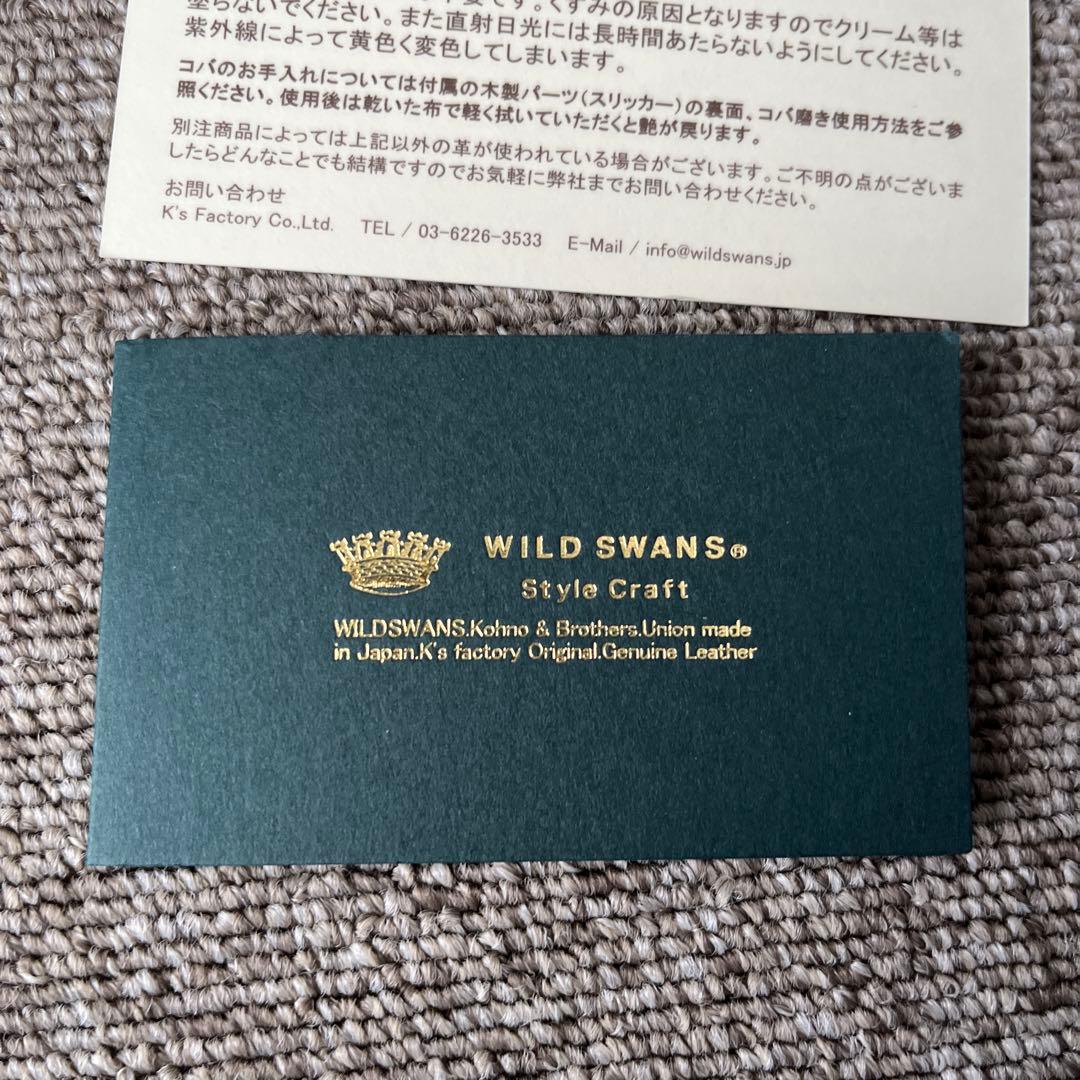 です。くすみの原因となりますのでクリーム等は
塗らないでください。また直射日光には長時間あたらないようにしてください。
紫外線によって黄色く変色してしまいます。
コバのお手入れについては付属の木製パーツ(スリッカー)の裏面、コバ磨き使用方法をご参
照ください。使用後は乾いた布で軽く拭いていただくと艶が戻ります。
別注商品によっては上記以外の革が使われている場合がございます。ご不明の点がございま
したらどんなことでも結構ですのでお気軽に弊社までお問い合わせください。
お問い合わせ
K's Factory Co.,Ltd. TEL / 03-6226-3533 E-Mail / info@wildswans.jp
WILD SWANS®
Style Craft
WILDSWANS.Kohno & Brothers.Union made
in Japan.K's factory Original.Genuine Leather